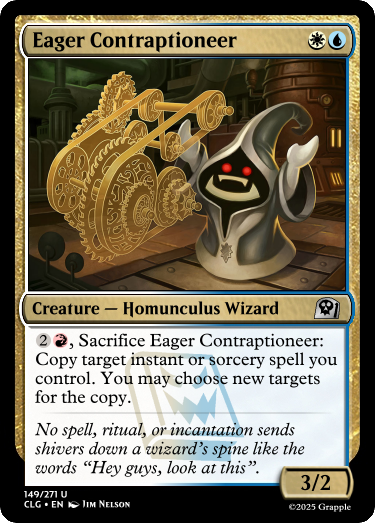 Eager Contraptioneer
Creature — Homunculus Wizard
2, Sacrifice Eager Contraptioneer:
Copy target instant or sorcery spell you
control. You may choose new targets
for the copy.
No spell, ritual, or incantation sends
shivers down a wizard's spine like the
words “Hey guys, look at this”.
3/2
149/271 U
CLG • EN Jim Nelson
©2025 Grapple